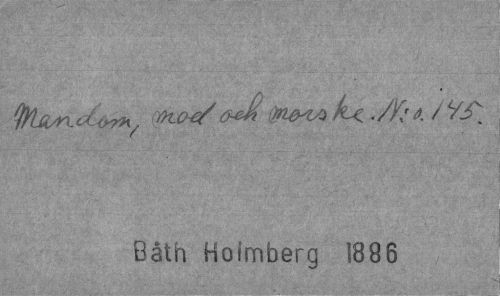 Mandom, mod och morske. N:o. 145.
Båth Holmberg 1886